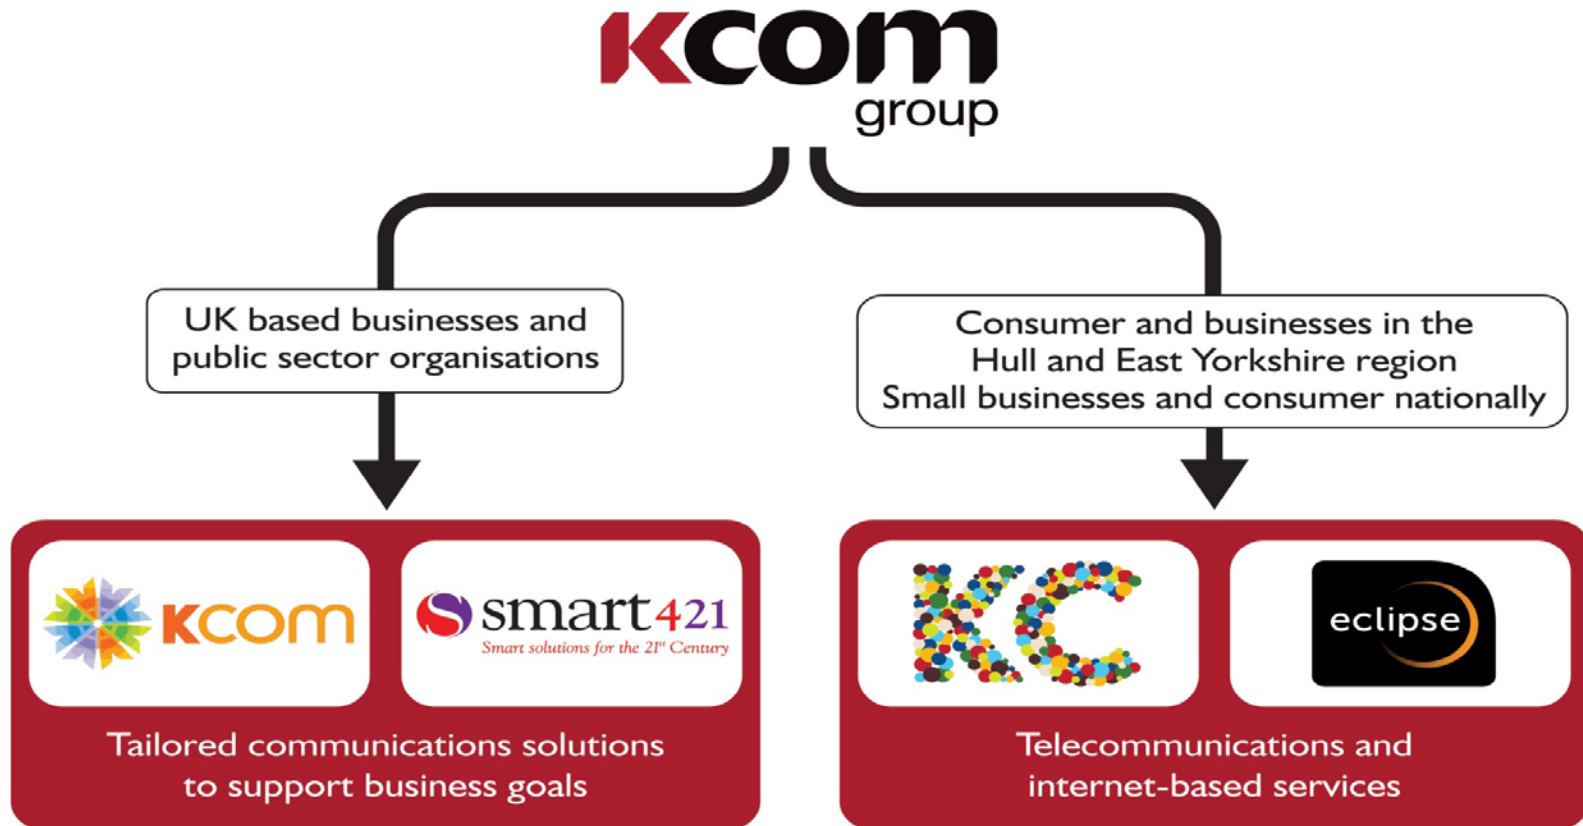 Kcom
group
UK based businesses and
public sector organisations
Consumer and businesses in the
Hull and East Yorkshire region
Small businesses and consumer nationally
KCOM
smart421
Smart solutions for the 21st Century
Tailored communications solutions
to support business goals
KC
eclipse
Telecommunications and
internet-based services